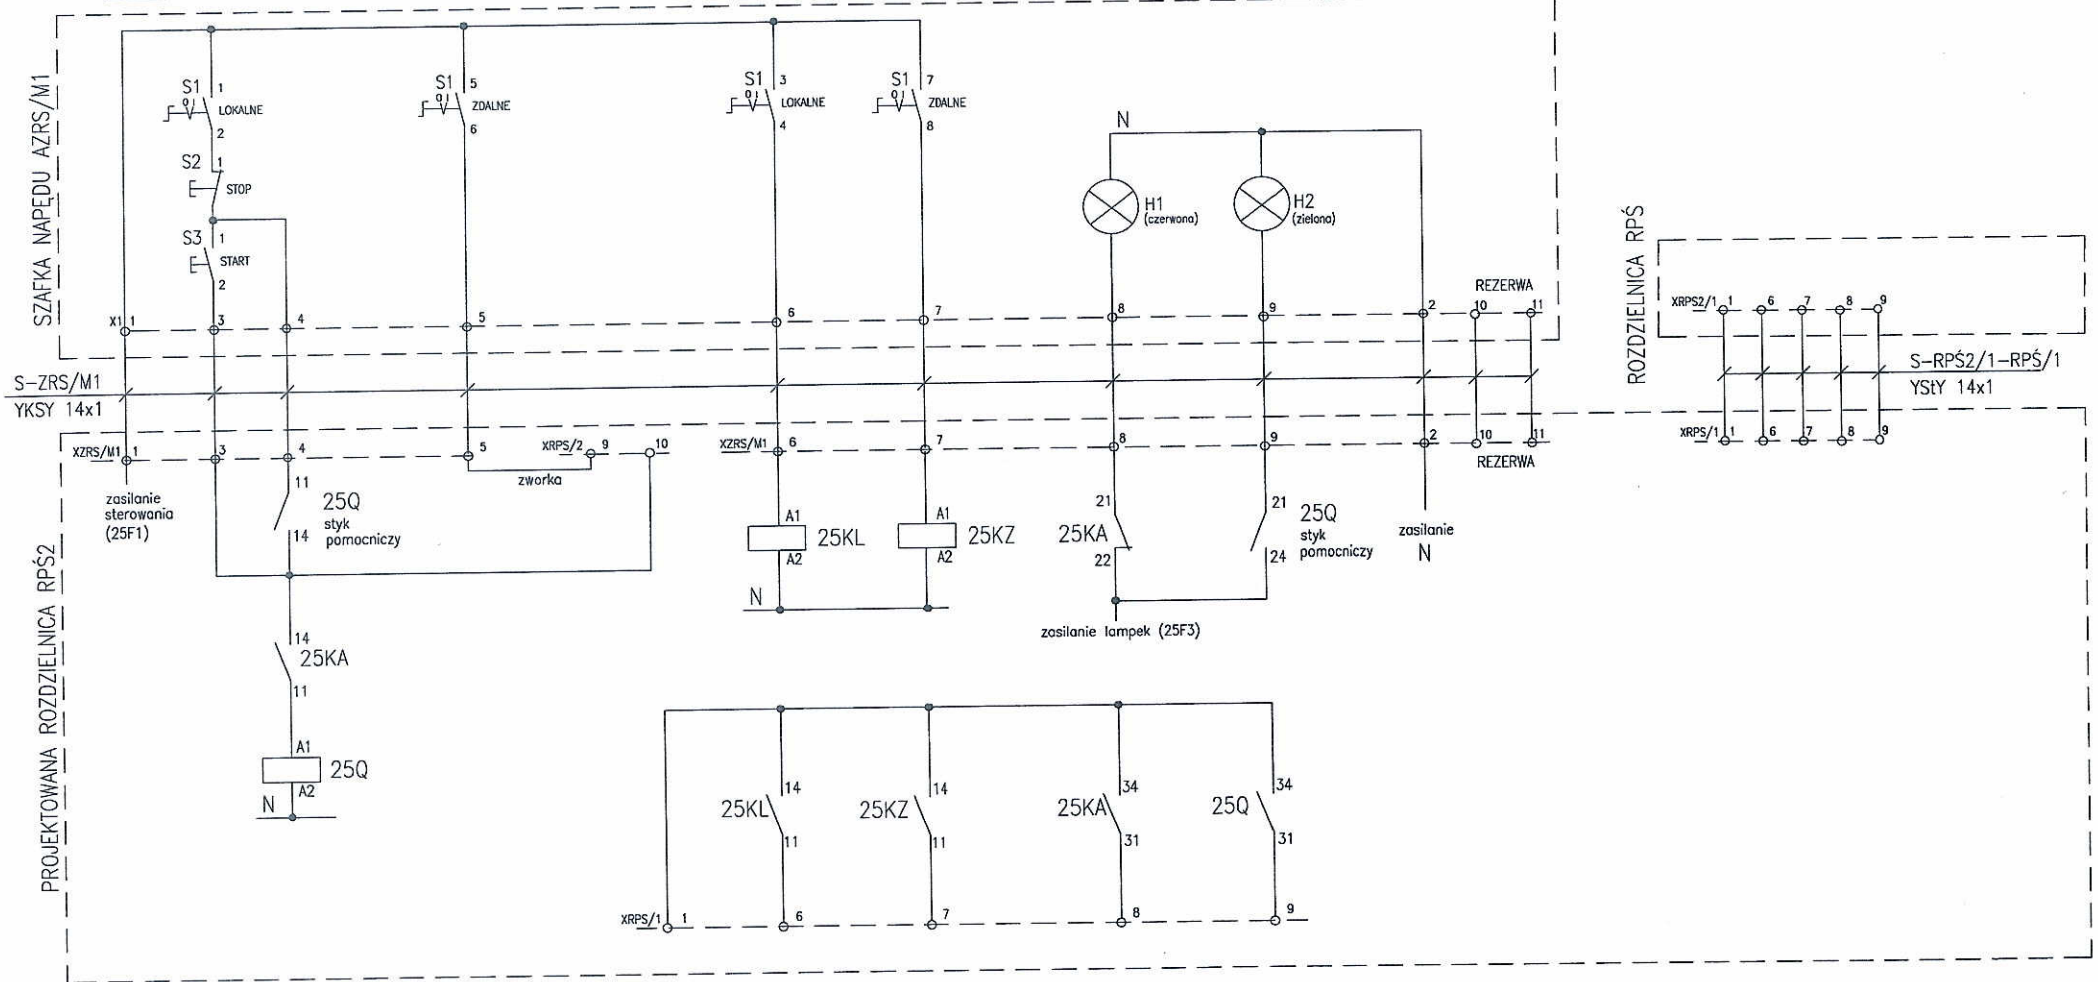 SZAFKA NAPĘDU AZRS/M1
S1
1
0 I
LOKALNE
2
S2
1
STOP
S3
1
START
2
S1
5
0 I
ZDALNE
6
S1
3
0 I
LOKALNE
4
S1
7
0 I
ZDALNE
8
N
H1
(czerwona)
H2
(zielona)
REZERWA
X1 1 3 4 5 6 7 8 9 2 10 11
S-ZRS/M1
YKSY 14x1
ROZDZIELNICA RPŚ
XRPS2/1 1 6 7 8 9
S-RPŚ2/1-RPŚ/1
YStY 14x1
XRPS/1 1 6 7 8 9
PROJEKTOWANA ROZDZIELNICA RPŚ2
XZRS/M1 1 3 4 5
XRPS/2 9 10
XZRS/M1 6 7 8 9 2 10 11
REZERWA
zworka
zasilanie
sterowania
(25F1)
11
25Q
styk
pomocniczy
14
A1
25KL
A2
A1
25KZ
A2
N
21
25KA
22
21
25Q
styk
pomocniczy
24
zasilanie
N
zasilanie lampek (25F3)
14
25KA
11
A1
25Q
A2
N
14
25KL
11
14
25KZ
11
34
25KA
31
34
25Q
31
XRPS/1 1 6 7 8 9